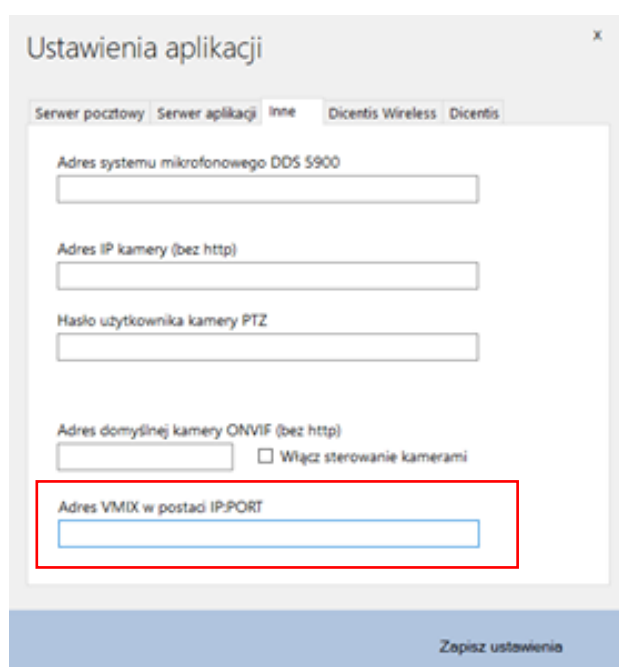 Ustawienia aplikacji
x
Serwer pocztowy Serwer aplikacji Inne Dicentis Wireless Dicentis
Adres systemu mikrofonowego DDS 5900
Adres IP kamery (bez http)
Hasło użytkownika kamery PTZ
Adres domyślnej kamery ONVIF (bez http)
Włącz sterowanie kamerami
Adres VMIX w postaci IP:PORT
Zapisz ustawienia